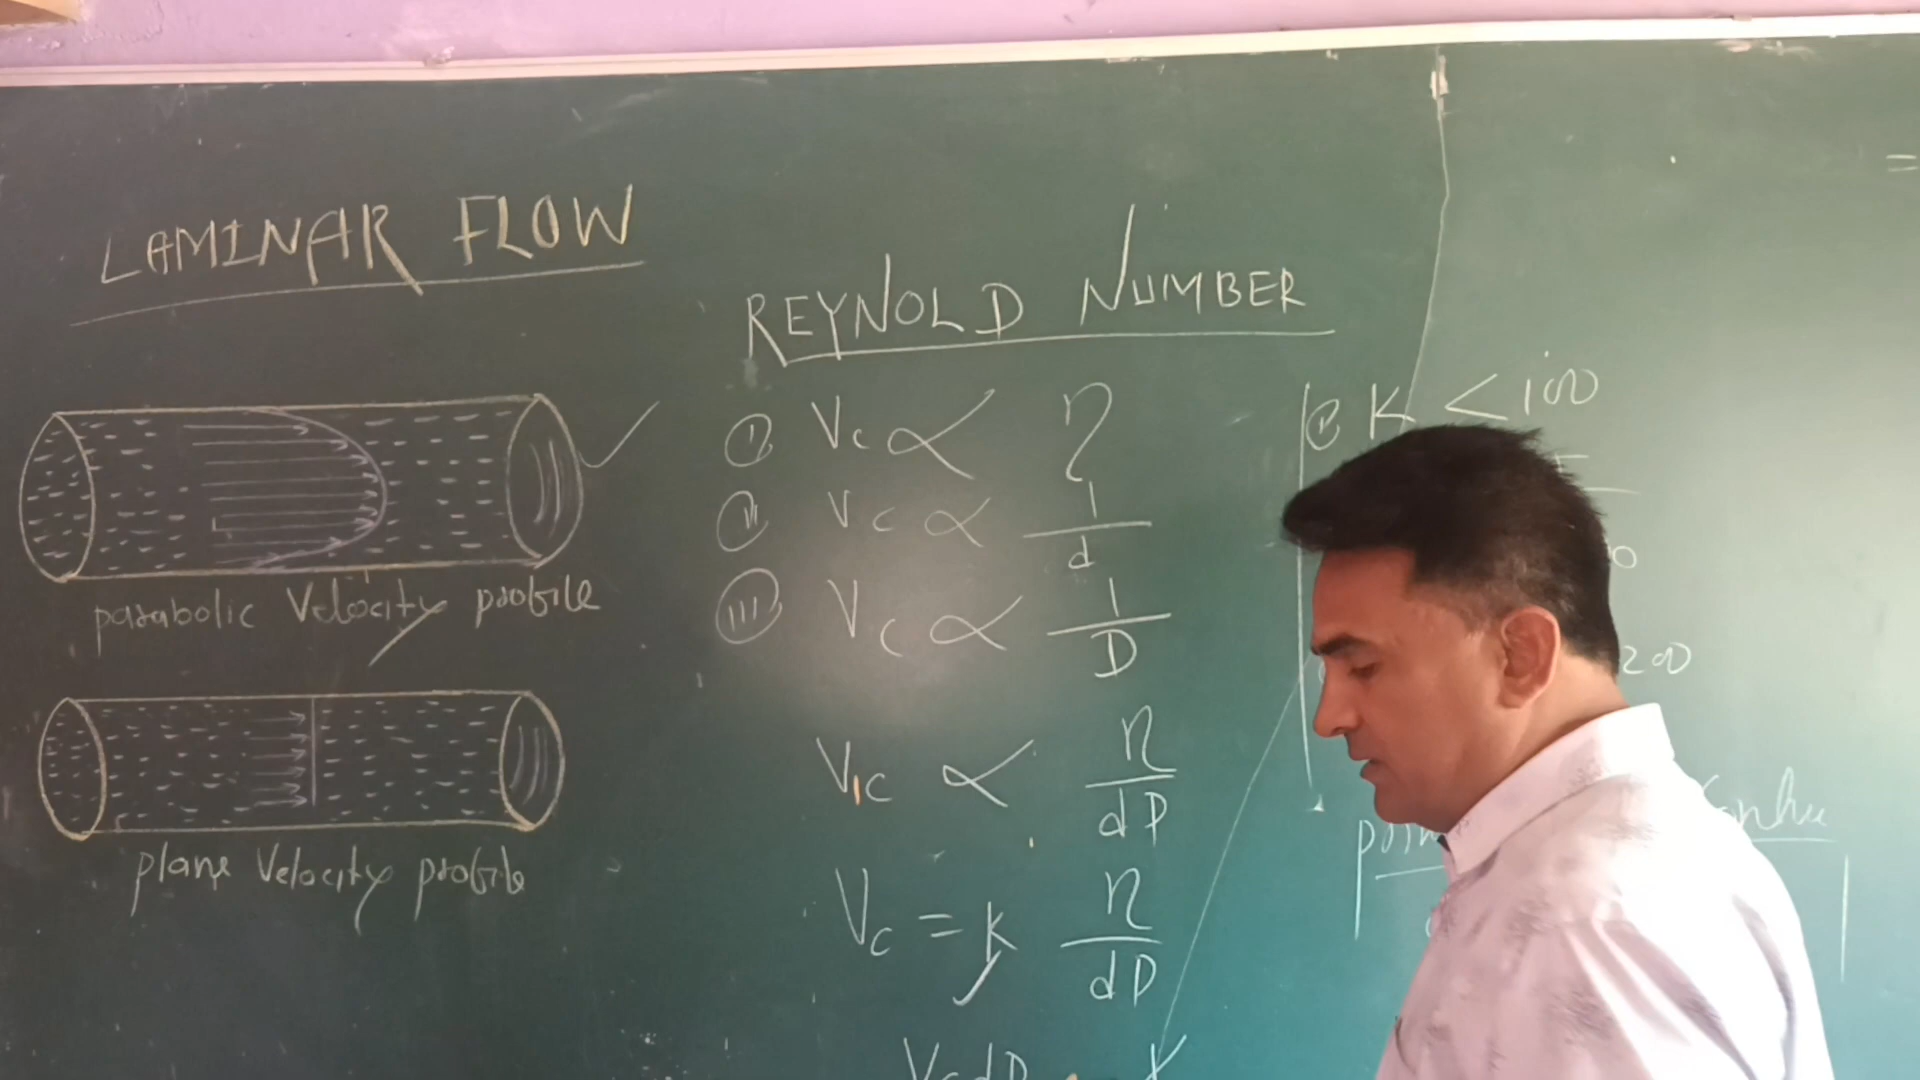 LAMINAR FLOW
parabolic Velocity profile
plane Velocity profile
REYNOLD NUMBER
(i) Vc ∝ η
(ii) Vc ∝ 1/d
(iii) Vc ∝ 1/D
Vc ∝ η/dD
Vc = k η/dD
VcdD
K < 100